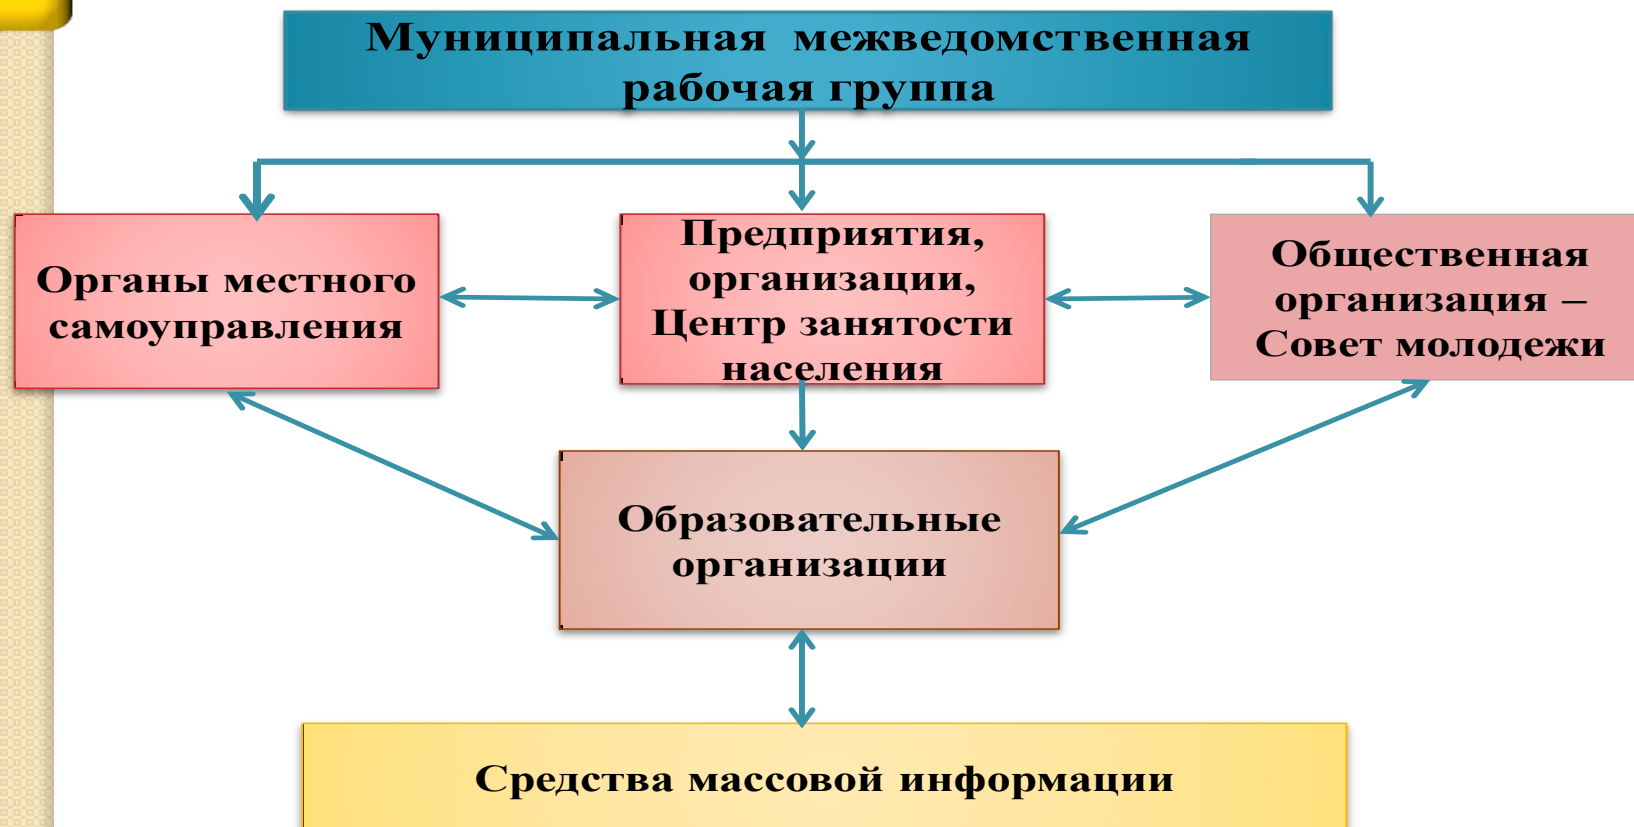 Муниципальная межведомственная
рабочая группа
Органы местного
самоуправления
Предприятия,
организации,
Центр занятости
населения
Общественная
организация –
Совет молодежи
Образовательные
организации
Средства массовой информации